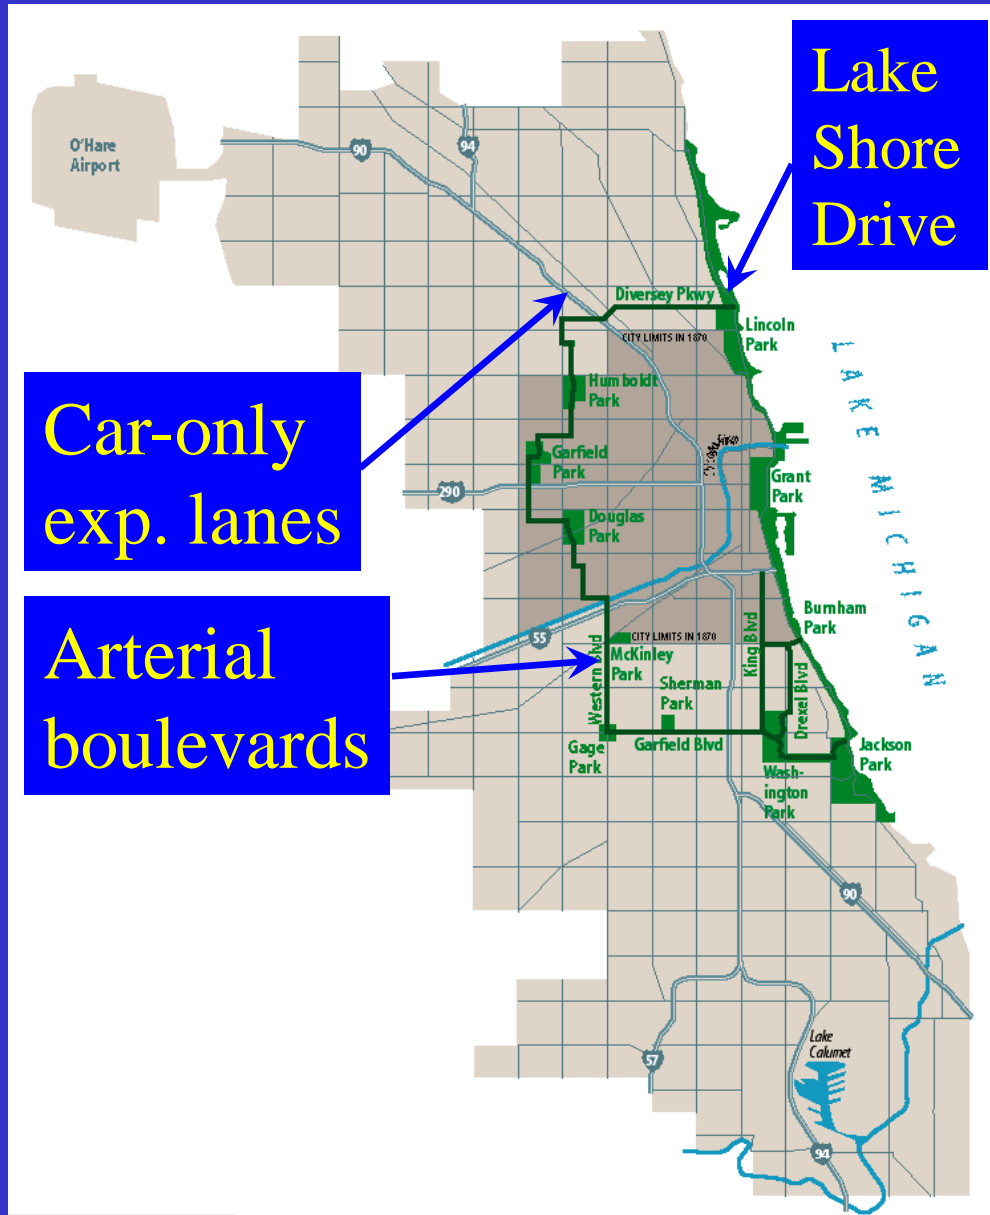 Lake
Shore
Drive
O'Hare
Airport
90
94
Diversey Pkwy
Lincoln
Park
CITY LIMITS IN 1870
LAKE MICHIGAN
Humboldt
Park
Car-only
exp. lanes
Garfield
Park
Grant
Park
290
Douglas
Park
Burnham
Park
55
CITY LIMITS IN 1870
Arterial
boulevards
Western Blvd
McKinley
Park
King Blvd
Drexel Blvd
Sherman
Park
Gage
Park
Garfield Blvd
Jackson
Park
Wash-
ington
Park
90
Lake
Calumet
57
94